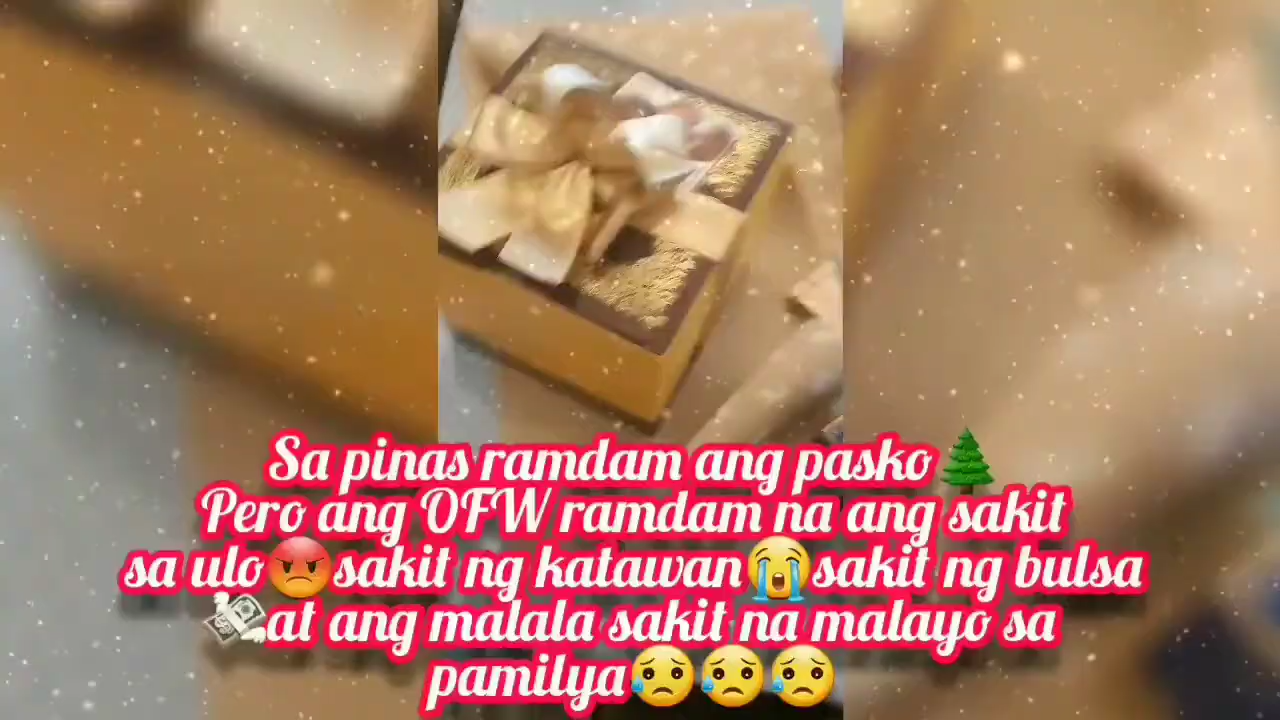 Sa pinas ramdam ang pasko🌲
Pero ang OFW ramdam na ang sakit
sa ulo😡sakit ng katawan😭sakit ng bulsa
💸at ang malala sakit na malayo sa
pamilya😥😥😥